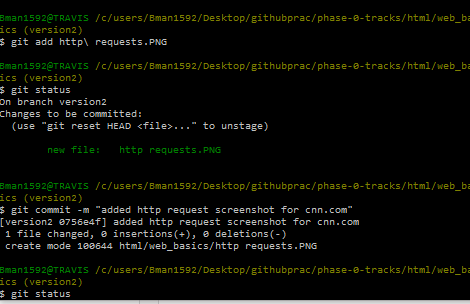 Bman1592@TRAVIS /c/users/Bman1592/Desktop/githubprac/phase-0-tracks/html/web_bas
ics (version2)
$ git add http\ requests.PNG
Bman1592@TRAVIS /c/users/Bman1592/Desktop/githubprac/phase-0-tracks/html/web_bas
ics (version2)
$ git status
On branch version2
Changes to be committed:
(use "git reset HEAD <file>..." to unstage)
new file: http requests.PNG
Bman1592@TRAVIS /c/users/Bman1592/Desktop/githubprac/phase-0-tracks/html/web_bas
ics (version2)
$ git commit -m "added http request screenshot for cnn.com"
[version2 0756e4f] added http request screenshot for cnn.com
1 file changed, 0 insertions(+), 0 deletions(-)
create mode 100644 html/web_basics/http requests.PNG
Bman1592@TRAVIS /c/users/Bman1592/Desktop/githubprac/phase-0-tracks/html/web_bas
ics (version2)
$ git status